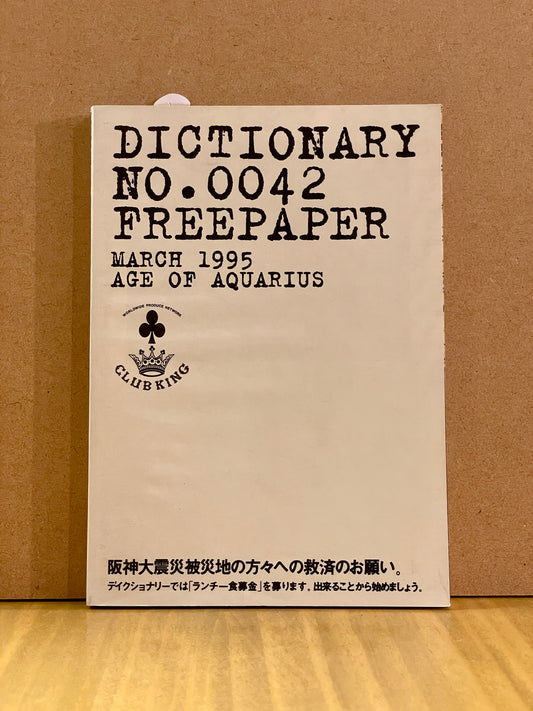 DICTIONARY
NO.0042
FREEPAPER
MARCH 1995
AGE OF AQUARIUS
WORLDWIDE PRODUCE NETWORK
CLUB KING
阪神大震災被災地の方々への救済のお願い。
デイクショナリーでは「ランチ一食募金」を募ります。出来ることから始めましょう。